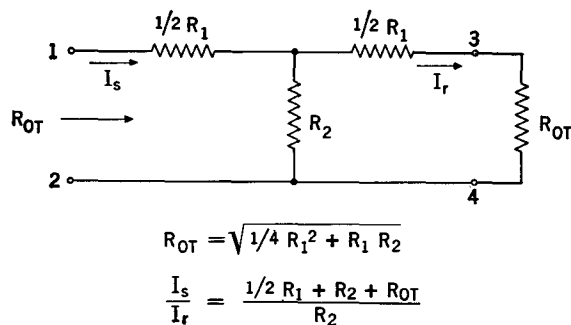 1/2 R1 1/2 R1
1 3
Is Ir
ROT R2 ROT
2 4
ROT = √1/4 R1² + R1 R2
Is/Ir = 1/2 R1 + R2 + ROT/R2